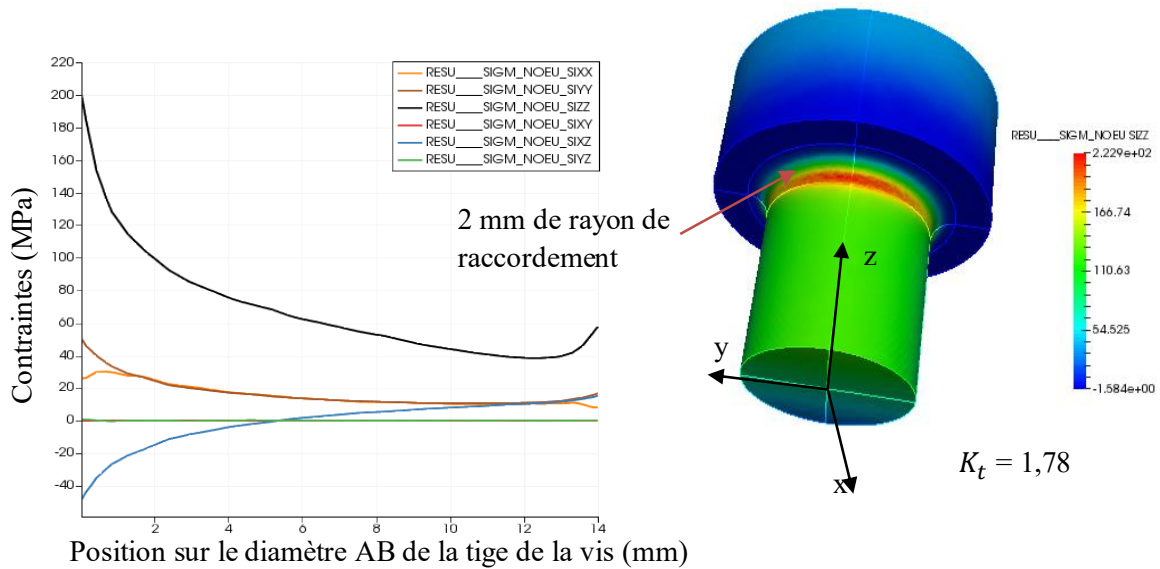 220
200
180
160
140
120
100
80
60
40
20
0
-20
-40
2
4
6
8
10
12
14
Contraintes (MPa)
Position sur le diamètre AB de la tige de la vis (mm)
RESU____SIGM_NOEU_SIXX
RESU____SIGM_NOEU_SIYY
RESU____SIGM_NOEU_SIZZ
RESU____SIGM_NOEU_SIXY
RESU____SIGM_NOEU_SIXZ
RESU____SIGM_NOEU_SIYZ
2 mm de rayon de
raccordement
z
y
x
RESU____SIGM_NOEU SIZZ
2.229e+02
166.74
110.63
54.525
-1.584e+00
K_t = 1,78